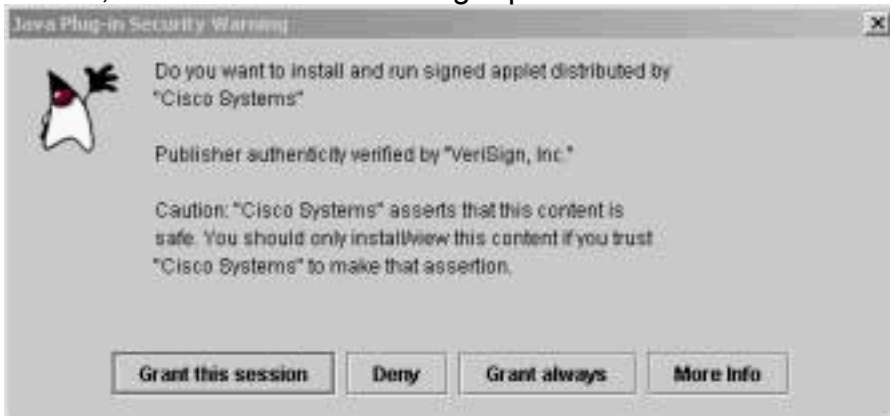 Java Plug-in Security Warning
Do you want to install and run signed applet distributed by
"Cisco Systems"
Publisher authenticity verified by "VeriSign, Inc."
Caution: "Cisco Systems" asserts that this content is
safe. You should only install/view this content if you trust
"Cisco Systems" to make that assertion.
Grant this session Deny Grant always More Info